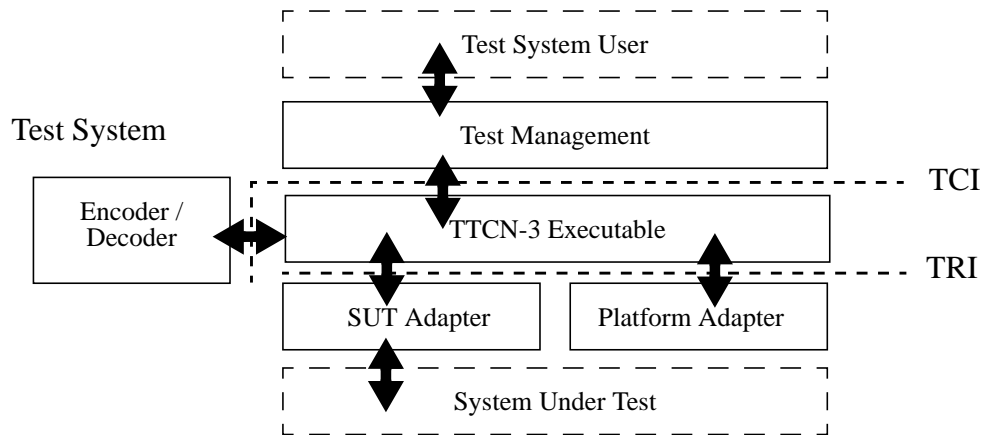 Test System User
Test Management
Test System
TCI
Encoder /
Decoder
TTCN-3 Executable
TRI
SUT Adapter
Platform Adapter
System Under Test